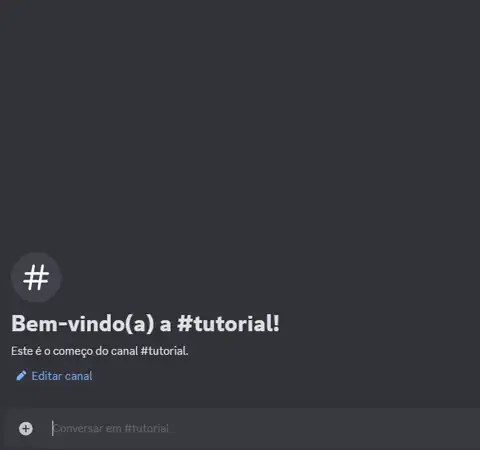 #
Bem-vindo(a) a #tutorial!
Este é o começo do canal #tutorial.
Editar canal
Conversar em #tutorial